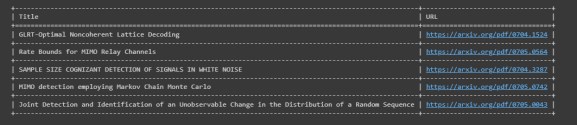 Title | URL
GLRT-Optimal Noncoherent Lattice Decoding | https://arxiv.org/pdf/0704.1524
Rate Bounds for MIMO Relay Channels | https://arxiv.org/pdf/0705.0564
SAMPLE SIZE COGNIZANT DETECTION OF SIGNALS IN WHITE NOISE | https://arxiv.org/pdf/0704.3287
MIMO detection employing Markov Chain Monte Carlo | https://arxiv.org/pdf/0705.0742
Joint Detection and Identification of an Unobservable Change in the Distribution of a Random Sequence | https://arxiv.org/pdf/0705.0043